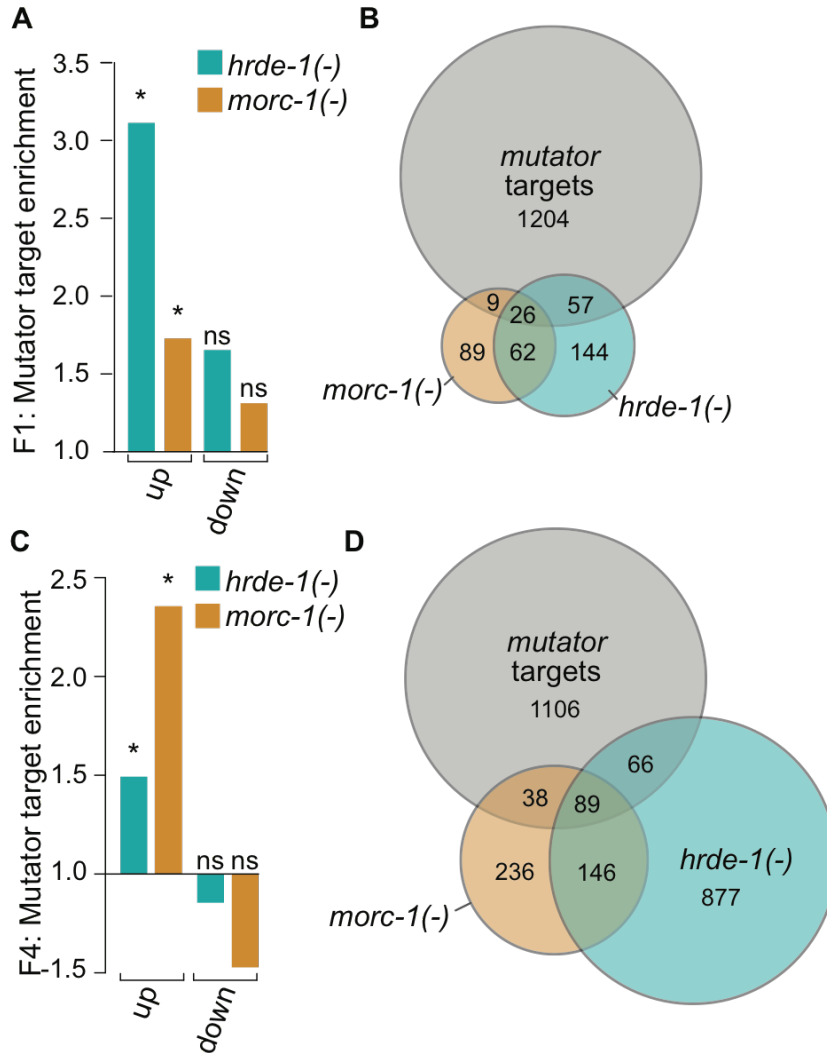 A
F1: Mutator target enrichment
3.5
3.0
2.5
2.0
1.5
1.0
hrde-1(-)
morc-1(-)
*
*
ns
ns
up
down
B
mutator
targets
1204
9
26
57
89
62
144
morc-1(-)
hrde-1(-)
C
F4: Mutator target enrichment
2.5
2.0
1.5
1.0
-1.5
hrde-1(-)
morc-1(-)
*
*
ns ns
up
down
D
mutator
targets
1106
66
38
89
236
146
hrde-1(-)
877
morc-1(-)